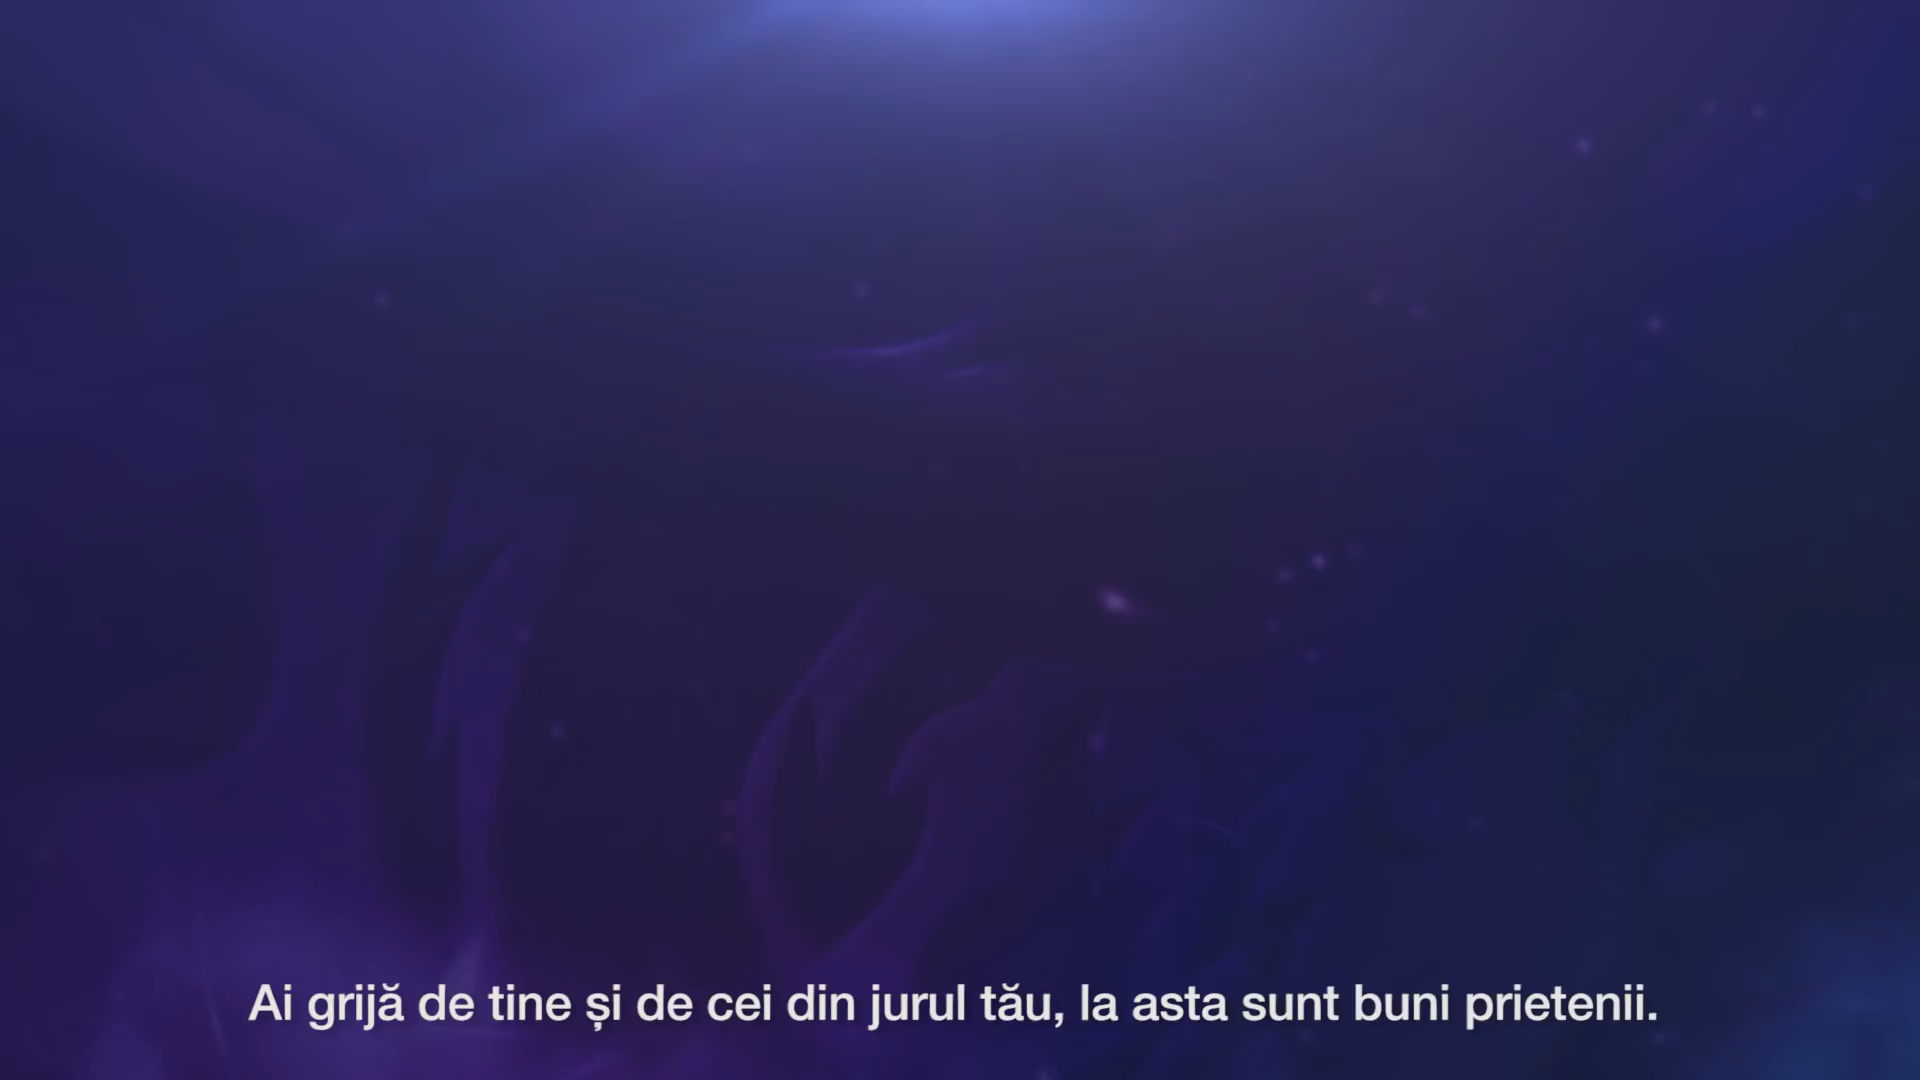 Ai grijă de tine și de cei din jurul tău, la asta sunt buni prietenii.